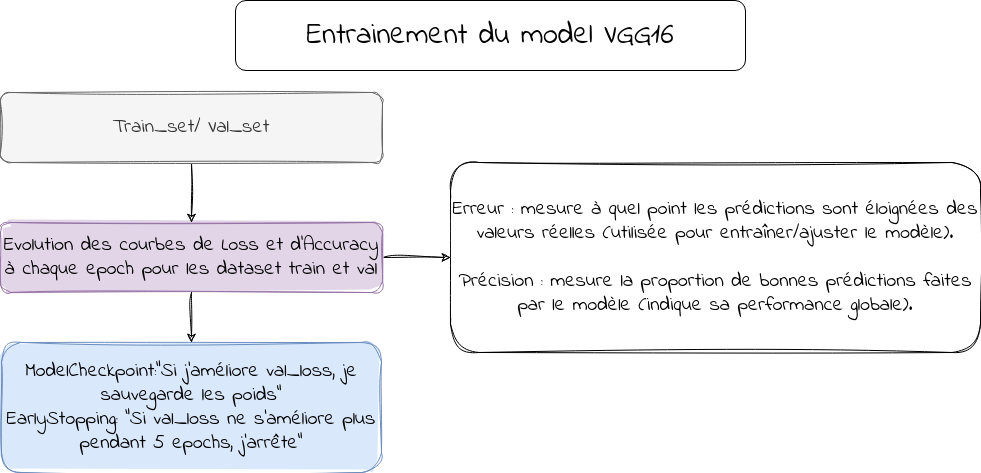 Entrainement du model VGG16
Train_set/ Val_set
Evolution des courbes de Loss et d'Accuracy
à chaque epoch pour les dataset train et val
Erreur : mesure à quel point les prédictions sont éloignées des
valeurs réelles (utilisée pour entraîner/ajuster le modèle).
Précision : mesure la proportion de bonnes prédictions faites
par le modèle (indique sa performance globale).
ModelCheckpoint:"Si j'améliore val_loss, je
sauvegarde les poids"
EarlyStopping: "Si val_loss ne s'améliore plus
pendant 5 epochs, j'arrête"